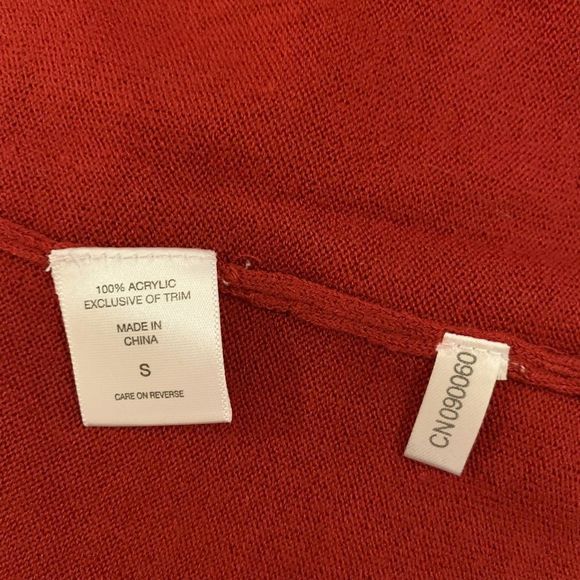 100% ACRYLIC
EXCLUSIVE OF TRIM
MADE IN
CHINA
S
CARE ON REVERSE
CN090060